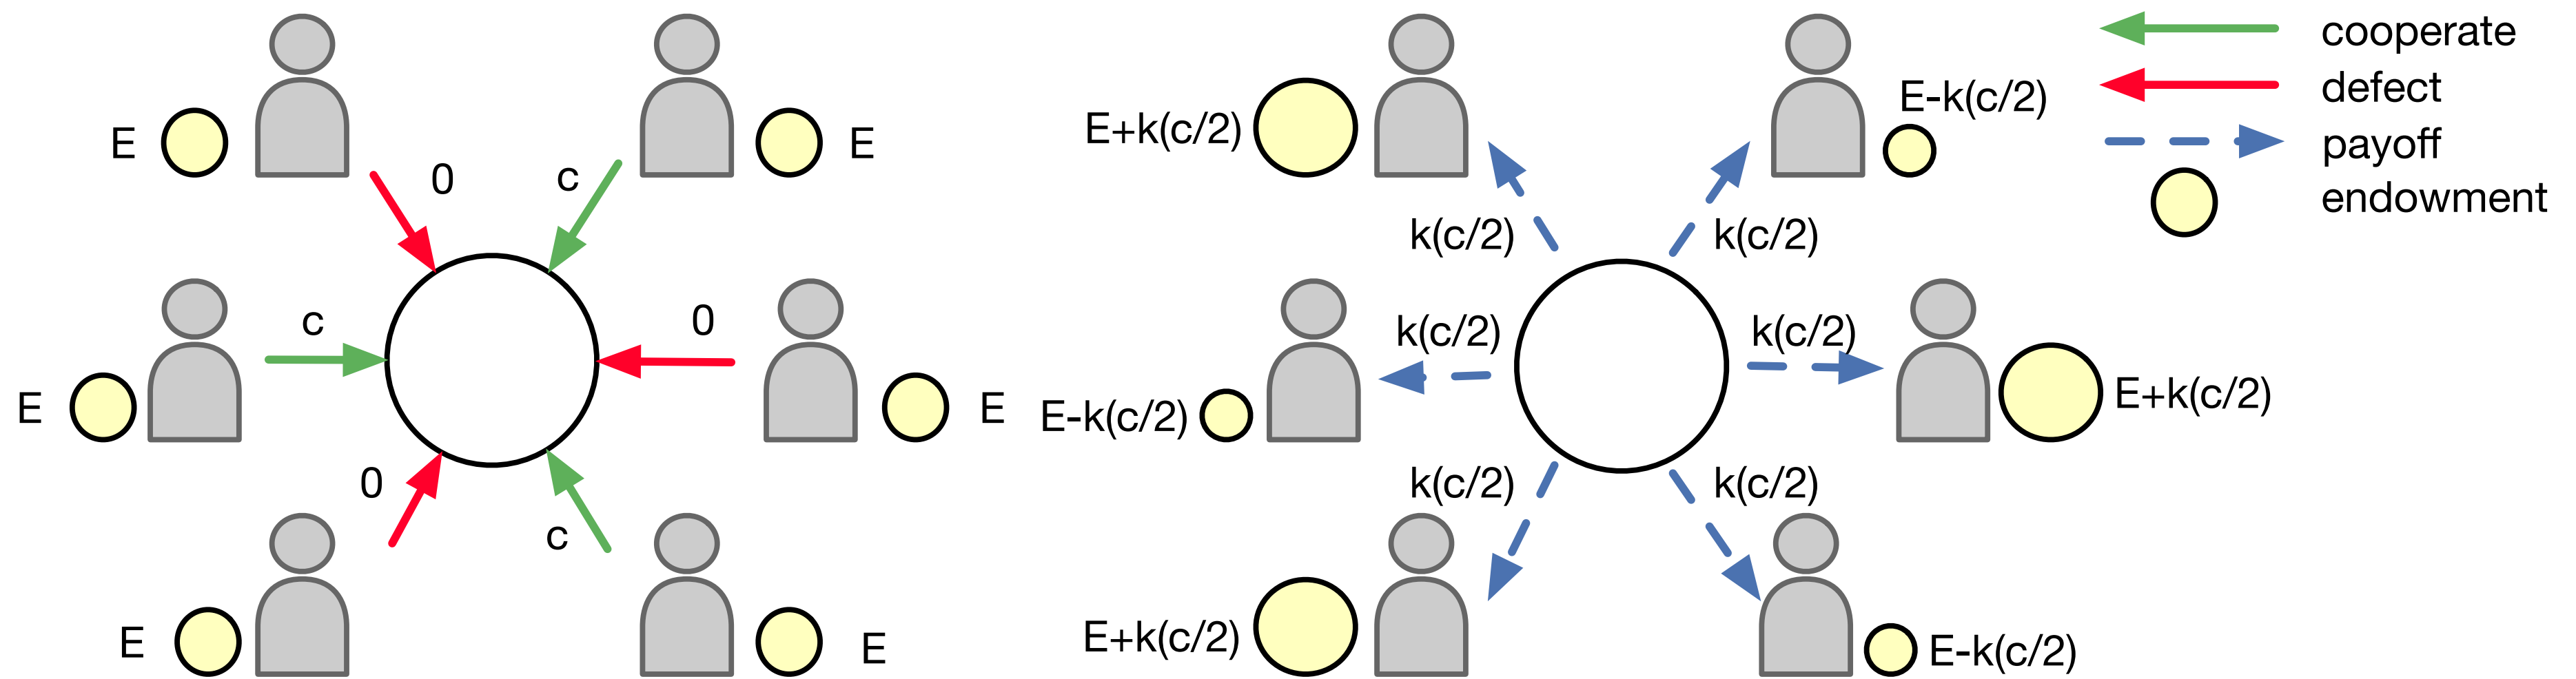 E
0
c
E
c
0
E
E
0
c
E
E
E+k(c/2)
E-k(c/2)
k(c/2)
k(c/2)
k(c/2)
k(c/2)
E-k(c/2)
E+k(c/2)
k(c/2)
k(c/2)
E+k(c/2)
E-k(c/2)
cooperate
defect
payoff
endowment